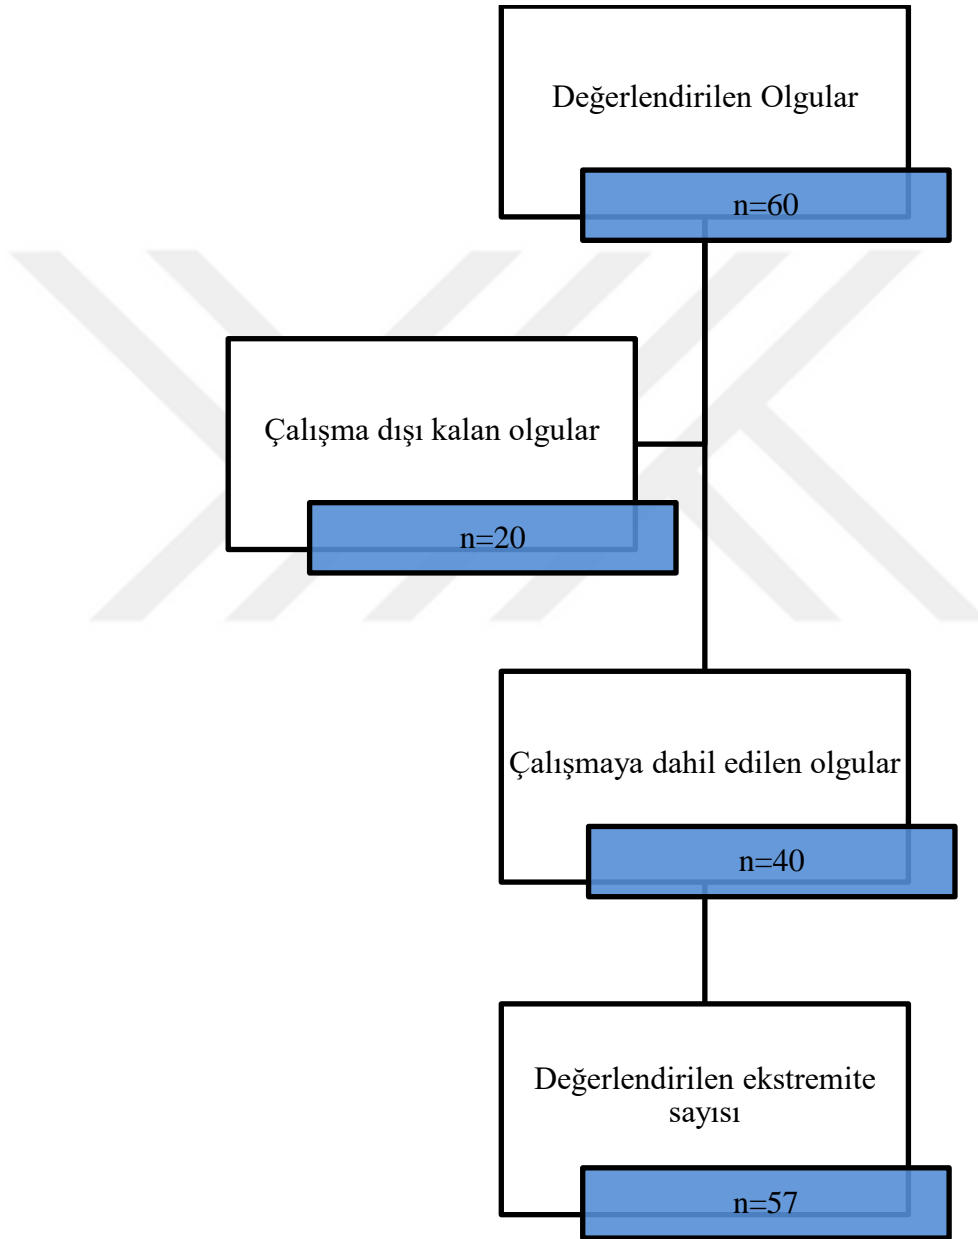 Değerlendirilen Olgular
n=60
Çalışma dışı kalan olgular
n=20
Çalışmaya dahil edilen olgular
n=40
Değerlendirilen ekstremite
sayısı
n=57